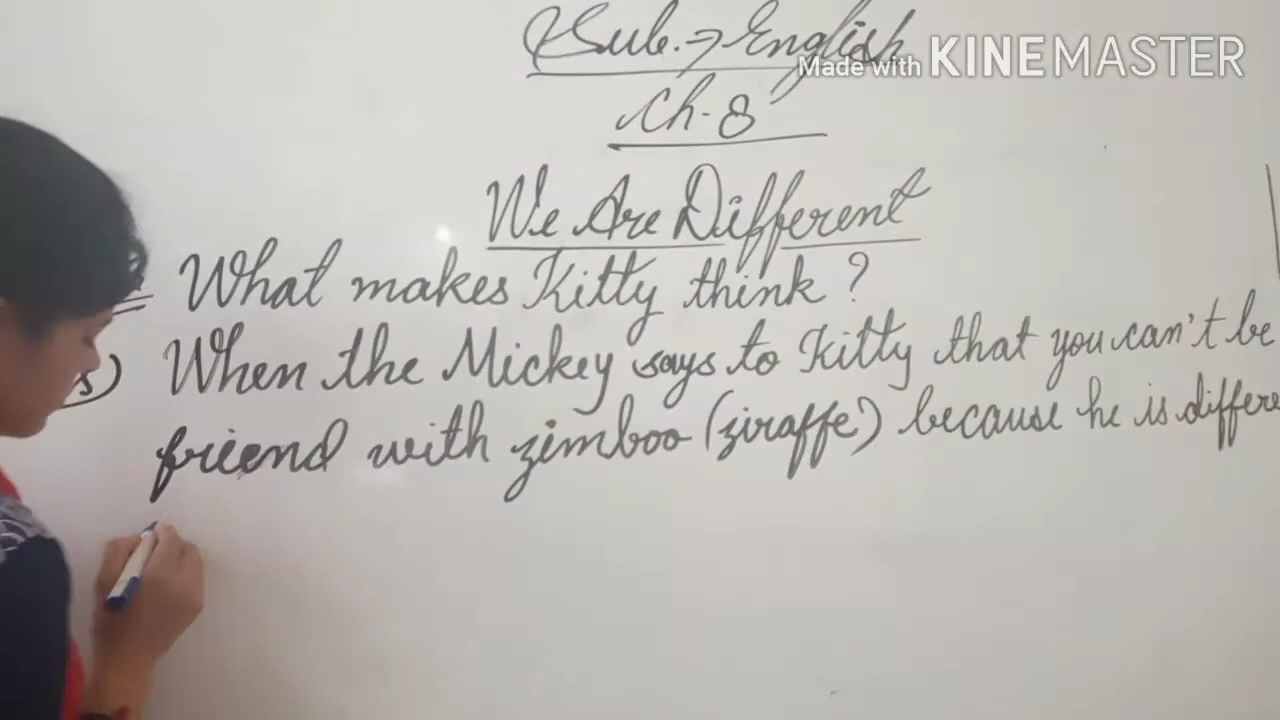 Sub. → English
Made with KINEMASTER
Ch-8
We Are Different
What makes Kitty think ?
s) When the Mickey says to Kitty that you can't be
friend with zimboo (ziraffe) because he is differe